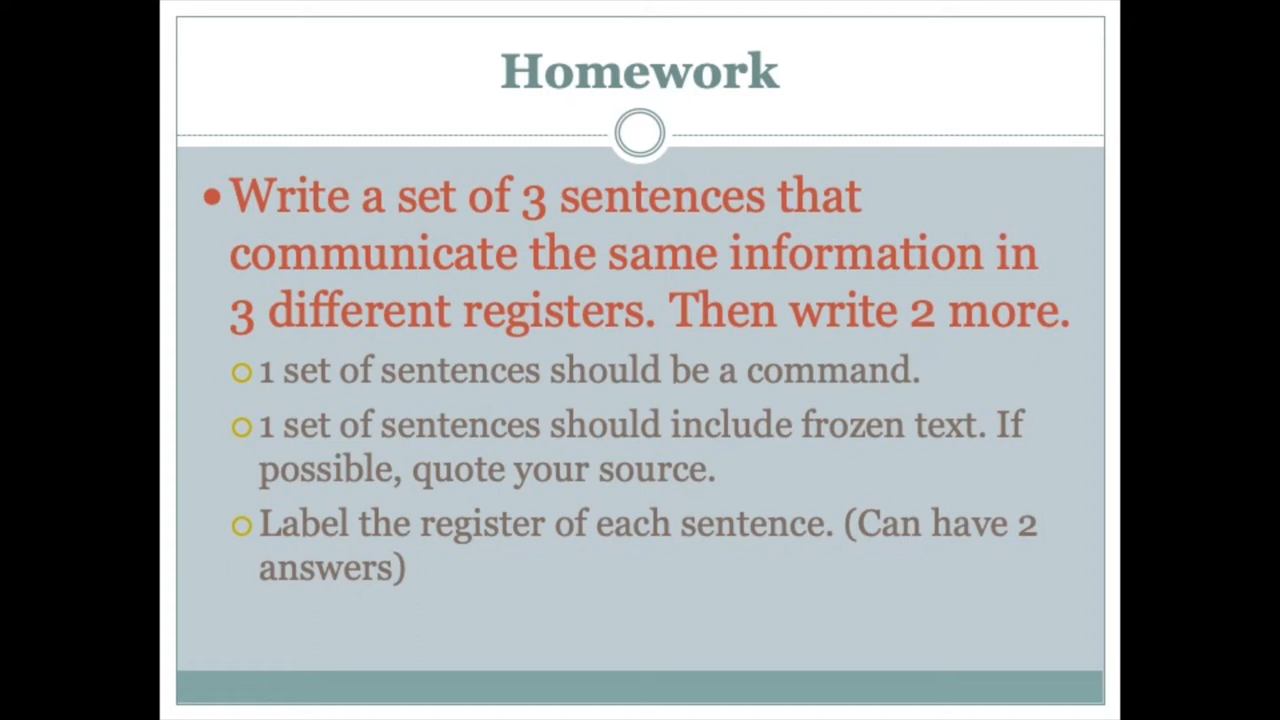 Homework
• Write a set of 3 sentences that
communicate the same information in
3 different registers. Then write 2 more.
○ 1 set of sentences should be a command.
○ 1 set of sentences should include frozen text. If
possible, quote your source.
○ Label the register of each sentence. (Can have 2
answers)